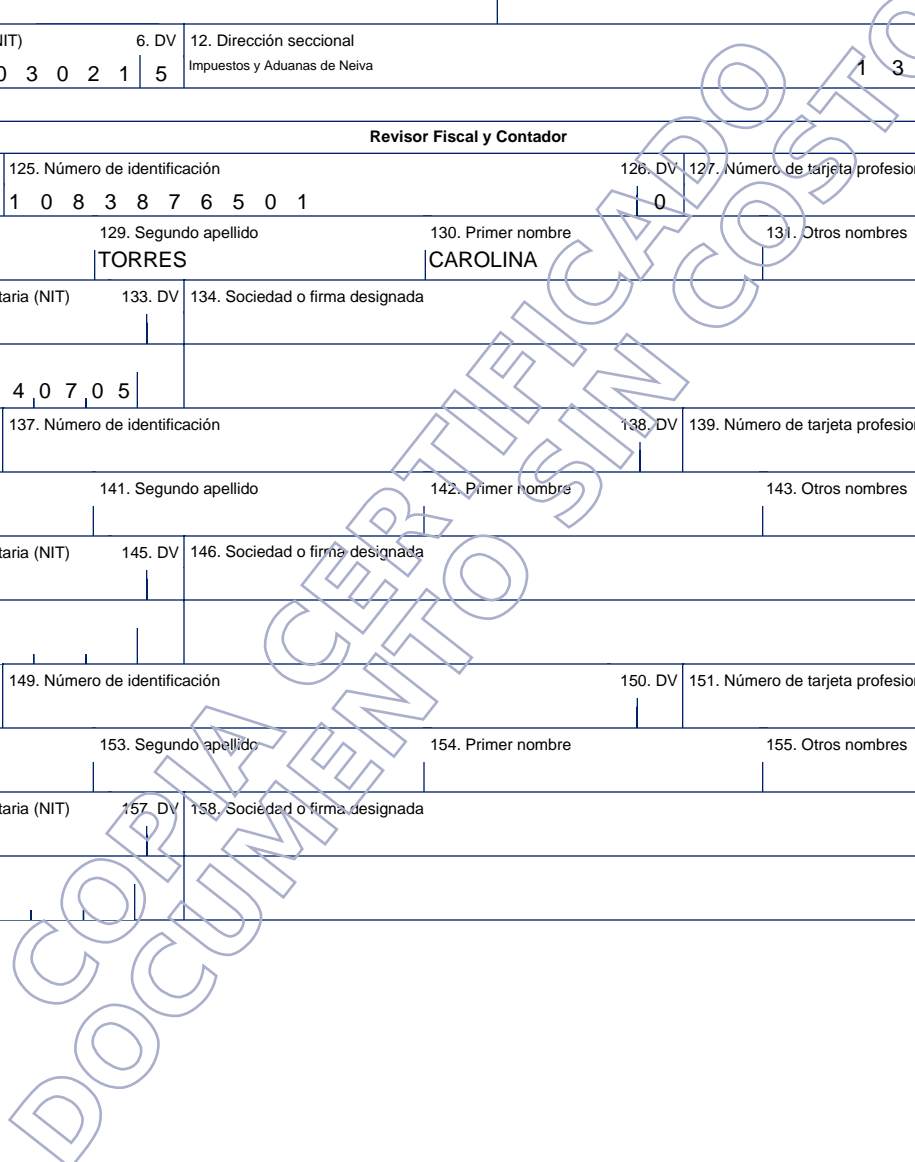 IIT) 6. DV 12. Dirección seccional
0 3 0 2 1 5 Impuestos y Aduanas de Neiva 1 3
Revisor Fiscal y Contador
125. Número de identificación 126. DV 127. Número de tarjeta profesion
1 0 8 3 8 7 6 5 0 1 0
129. Segundo apellido 130. Primer nombre 131. Otros nombres
TORRES CAROLINA
taria (NIT) 133. DV 134. Sociedad o firma designada
4 0 7 0 5
137. Número de identificación 138. DV 139. Número de tarjeta profesion
141. Segundo apellido 142. Primer nombre 143. Otros nombres
taria (NIT) 145. DV 146. Sociedad o firma designada
149. Número de identificación 150. DV 151. Número de tarjeta profesion
153. Segundo apellido 154. Primer nombre 155. Otros nombres
taria (NIT) 157. DV 158. Sociedad o firma designada
COPIA CERTIFICADO
DOCUMENTO SIN COSTO